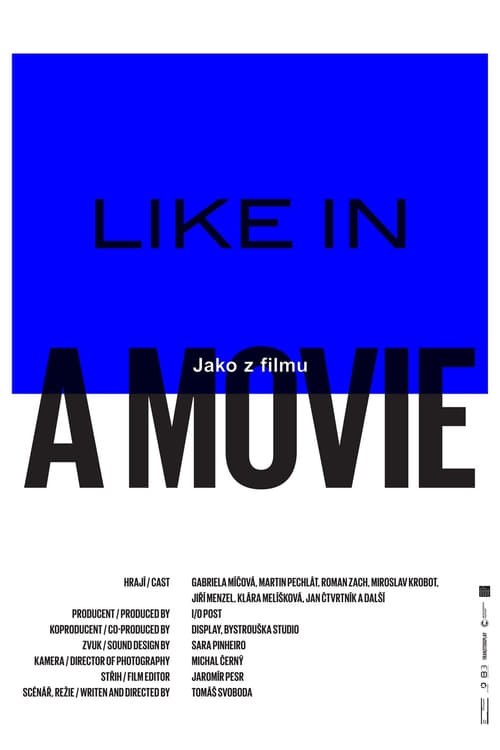 LIKE IN
Jako z filmu
A MOVIE
HRAJÍ / CAST GABRIELA MÍČOVÁ, MARTIN PECHLÁT, ROMAN ZACH, MIROSLAV KROBOT,
JIŘÍ MENZEL, KLÁRA MELÍŠKOVÁ, JAN ČTVRTNÍK A DALŠÍ
PRODUCENT / PRODUCED BY I/O POST
KOPRODUCENT / CO-PRODUCED BY DISPLAY, BYSTROUŠKA STUDIO
ZVUK / SOUND DESIGN BY SARA PINHEIRO
KAMERA / DIRECTOR OF PHOTOGRAPHY MICHAL ČERNÝ
STŘIH / FILM EDITOR JAROMÍR PESR
SCÉNÁŘ, REŽIE / WRITEN AND DIRECTED BY TOMÁŠ SVOBODA